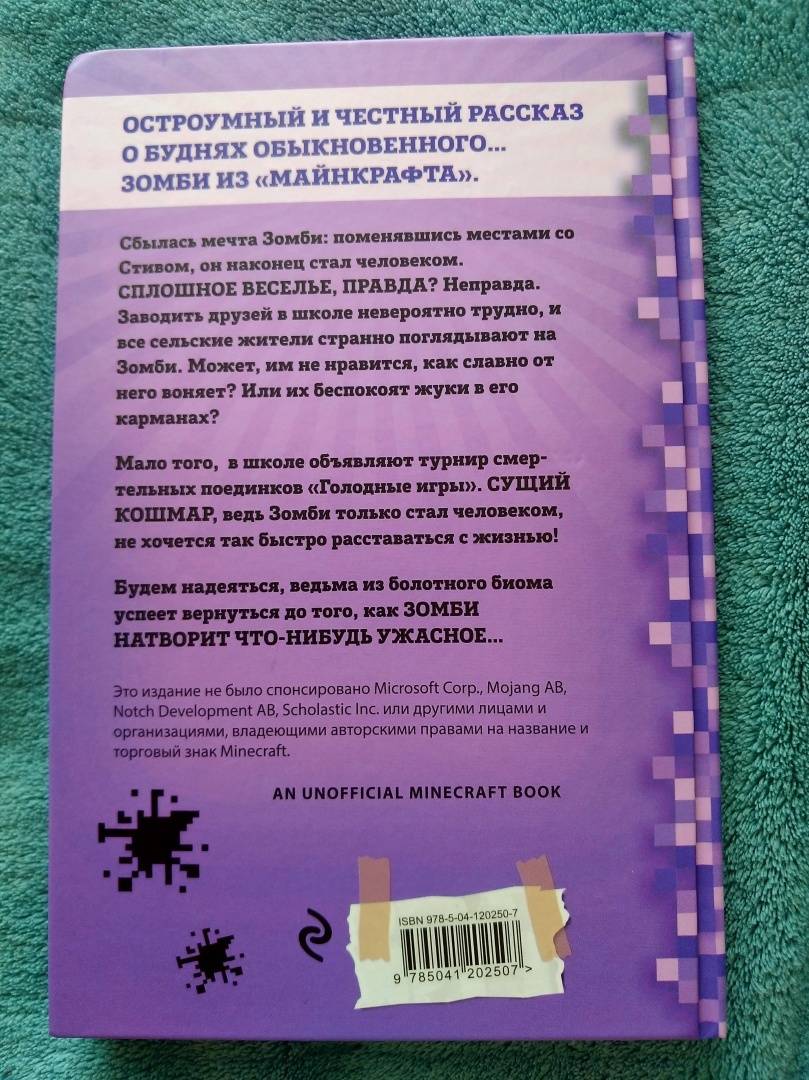 ОСТРОУМНЫЙ И ЧЕСТНЫЙ РАССКАЗ
О БУДНЯХ ОБЫКНОВЕННОГО...
ЗОМБИ ИЗ «МАЙНКРАФТА».
Сбылась мечта Зомби: поменявшись местами со
Стивом, он наконец стал человеком.
СПЛОШНОЕ ВЕСЕЛЬЕ, ПРАВДА? Неправда.
Заводить друзей в школе невероятно трудно, и
все сельские жители странно поглядывают на
Зомби. Может, им не нравится, как славно от
него воняет? Или их беспокоят жуки в его
карманах?
Мало того, в школе объявляют турнир смер-
тельных поединков «Голодные игры». СУЩИЙ
КОШМАР, ведь Зомби только стал человеком,
не хочется так быстро расставаться с жизнью!
Будем надеяться, ведьма из болотного биома
успеет вернуться до того, как ЗОМБИ
НАТВОРИТ ЧТО-НИБУДЬ УЖАСНОЕ...
Это издание не было спонсировано Microsoft Corp., Mojang AB,
Notch Development AB, Scholastic Inc. или другими лицами и
организациями, владеющими авторскими правами на название и
торговый знак Minecraft.
AN UNOFFICIAL MINECRAFT BOOK
ISBN 978-5-04-120250-7
9 785041 202507 >